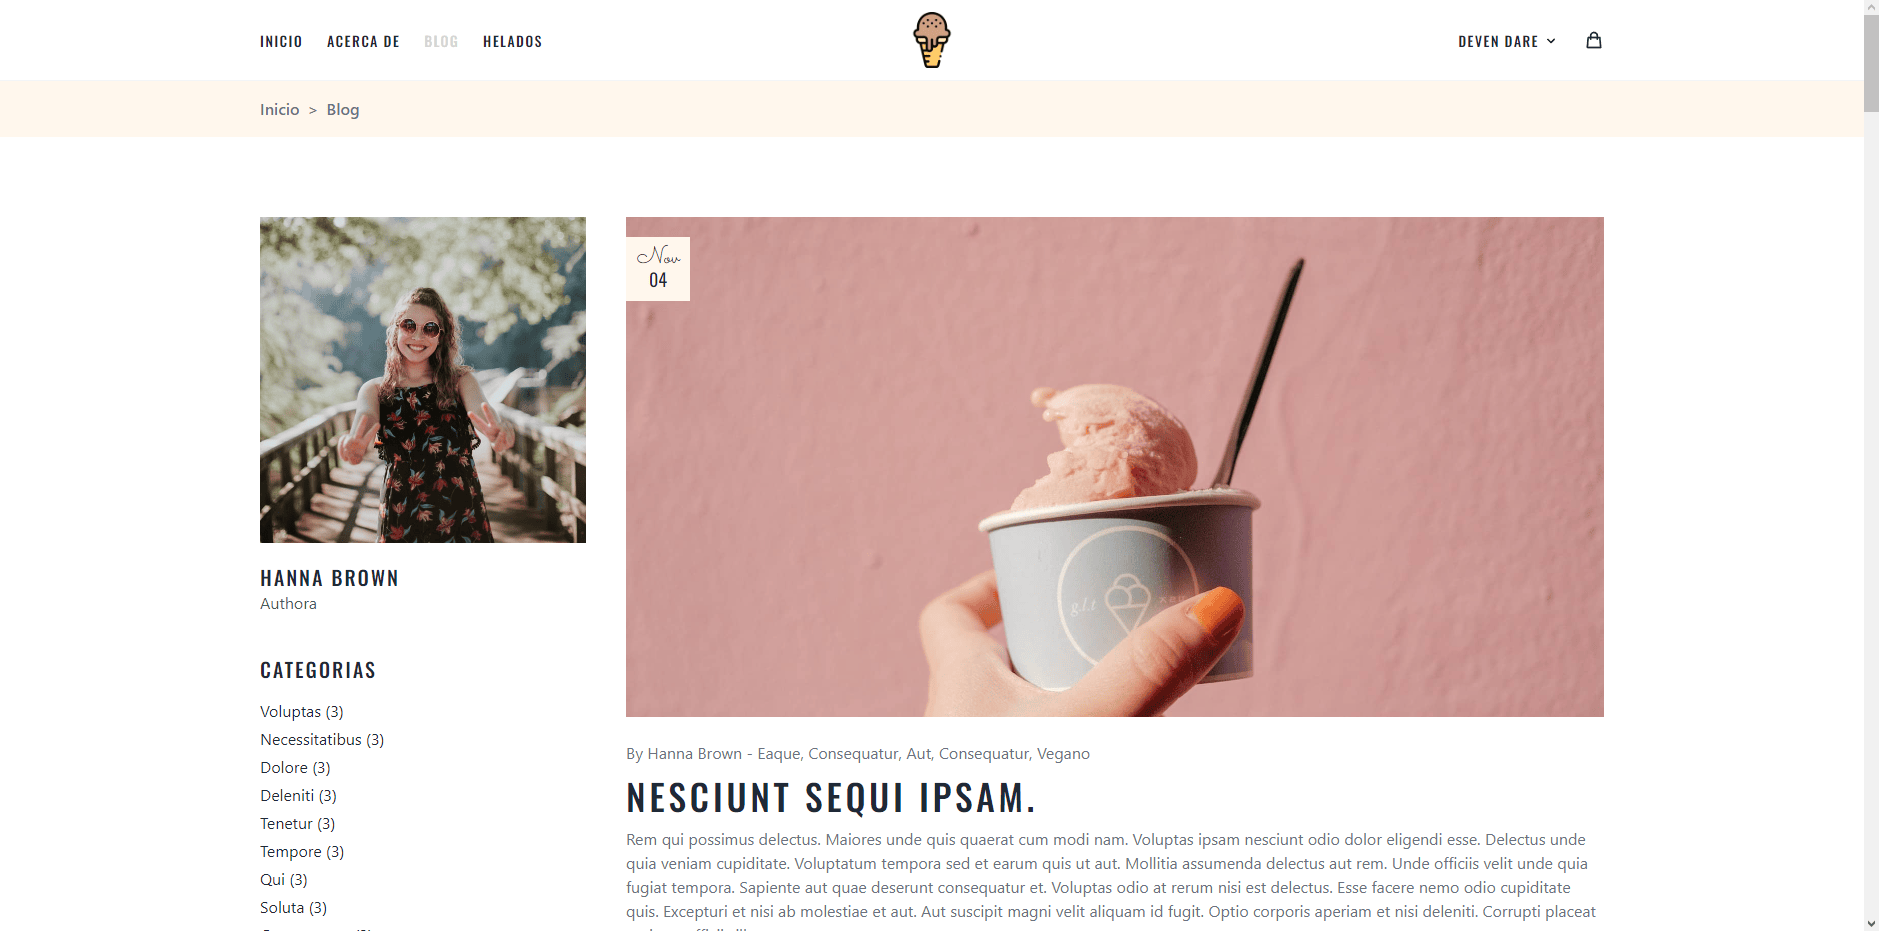 INICIO ACERCA DE BLOG HELADOS
DEVEN DARE
Inicio > Blog
HANNA BROWN
Authora
CATEGORIAS
Voluptas (3)
Necessitatibus (3)
Dolore (3)
Deleniti (3)
Tenetur (3)
Tempore (3)
Qui (3)
Soluta (3)
Nov
04
g.l.t
By Hanna Brown - Eaque, Consequatur, Aut, Consequatur, Vegano
NESCIUNT SEQUI IPSAM.
Rem qui possimus delectus. Maiores unde quis quaerat cum modi nam. Voluptas ipsam nesciunt odio dolor eligendi esse. Delectus unde
quia veniam cupiditate. Voluptatum tempora sed et earum quis ut aut. Mollitia assumenda delectus aut rem. Unde officiis velit unde quia
fugiat tempora. Sapiente aut quae deserunt consequatur et. Voluptas odio at rerum nisi est delectus. Esse facere nemo odio cupiditate
quis. Excepturi et nisi ab molestiae et aut. Aut suscipit magni velit aliquam id fugit. Optio corporis aperiam et nisi deleniti. Corrupti placeat